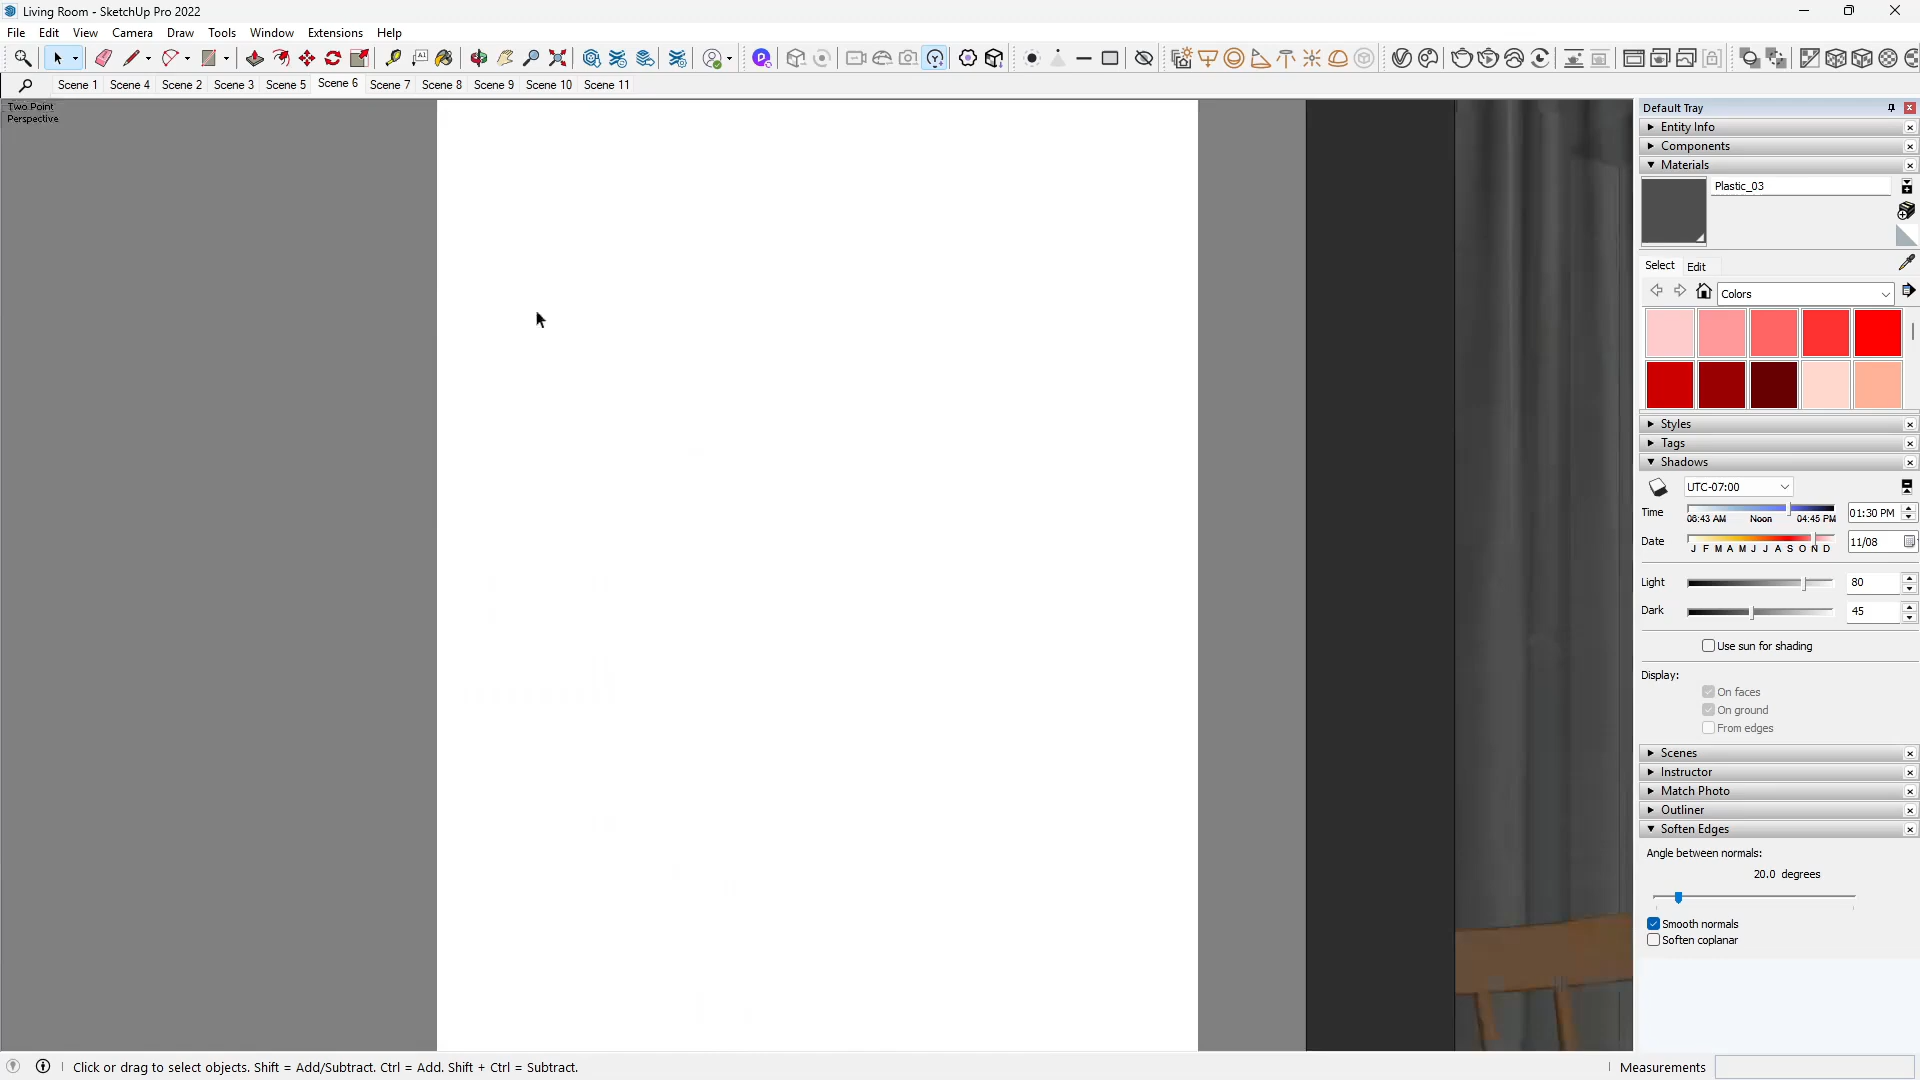 Living Room - SketchUp Pro 2022
File Edit View Camera Draw Tools Window Extensions Help
A1
Scene 1 Scene 4 Scene 2 Scene 3 Scene 5 Scene 6 Scene 7 Scene 8 Scene 9 Scene 10 Scene 11
Two Point
Perspective
Default Tray
Entity Info
Components
Materials
Plastic_03
Select Edit
Colors
Styles
Tags
Shadows
UTC-07:00
Time 06:43 AM Noon 04:45 PM 01:30 PM
Date J F M A M J J A S O N D 11/08
Light 80
Dark 45
Use sun for shading
Display:
On faces
On ground
From edges
Scenes
Instructor
Match Photo
Outliner
Soften Edges
Angle between normals:
20.0 degrees
Smooth normals
Soften coplanar
Click or drag to select objects. Shift = Add/Subtract. Ctrl = Add. Shift + Ctrl = Subtract.
Measurements